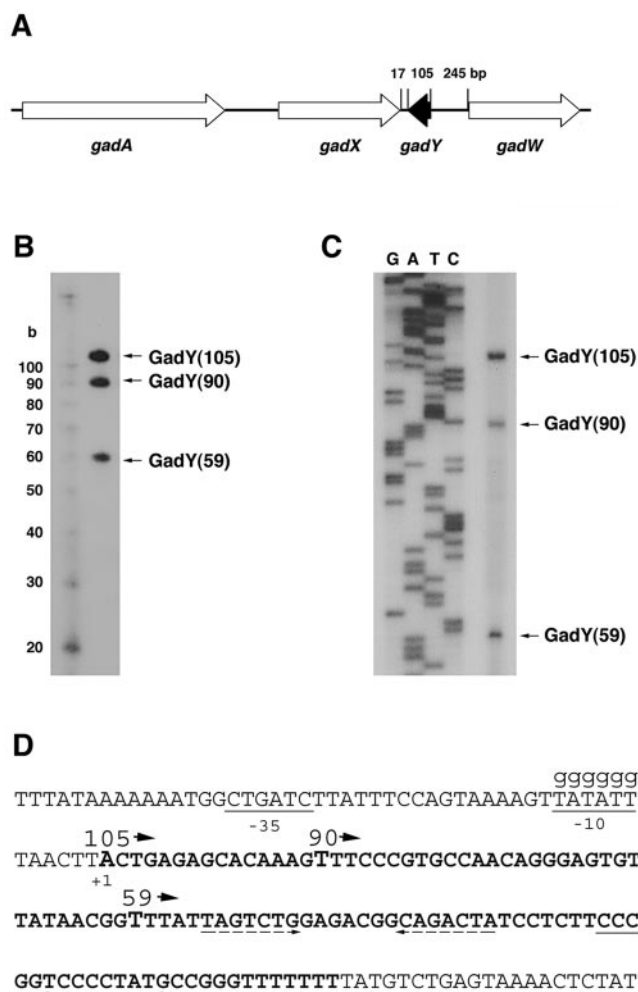 A
17 105 245 bp
gadA gadX gadY gadW
B
b
100
90
80
70
60
50
40
30
20
GadY(105)
GadY(90)
GadY(59)
C
G A T C
GadY(105)
GadY(90)
GadY(59)
D
gggggg
TTTATAAAAAAATGGCTGATCTTATTTCCAGTAAAAGTTATATT
-35 -10
105 90
TAACTTACTGAGAGCACAAAGTTTCCCGTGCCAACAGGGAGTGT
+1
59
TATAACGGTTTATTAGTCTGGAGACGGCAGACTATCCTCTTCCC
GGTCCCCTATGCCGGGTTTTTTTTATGTCTGAGTAAAACTCTAT